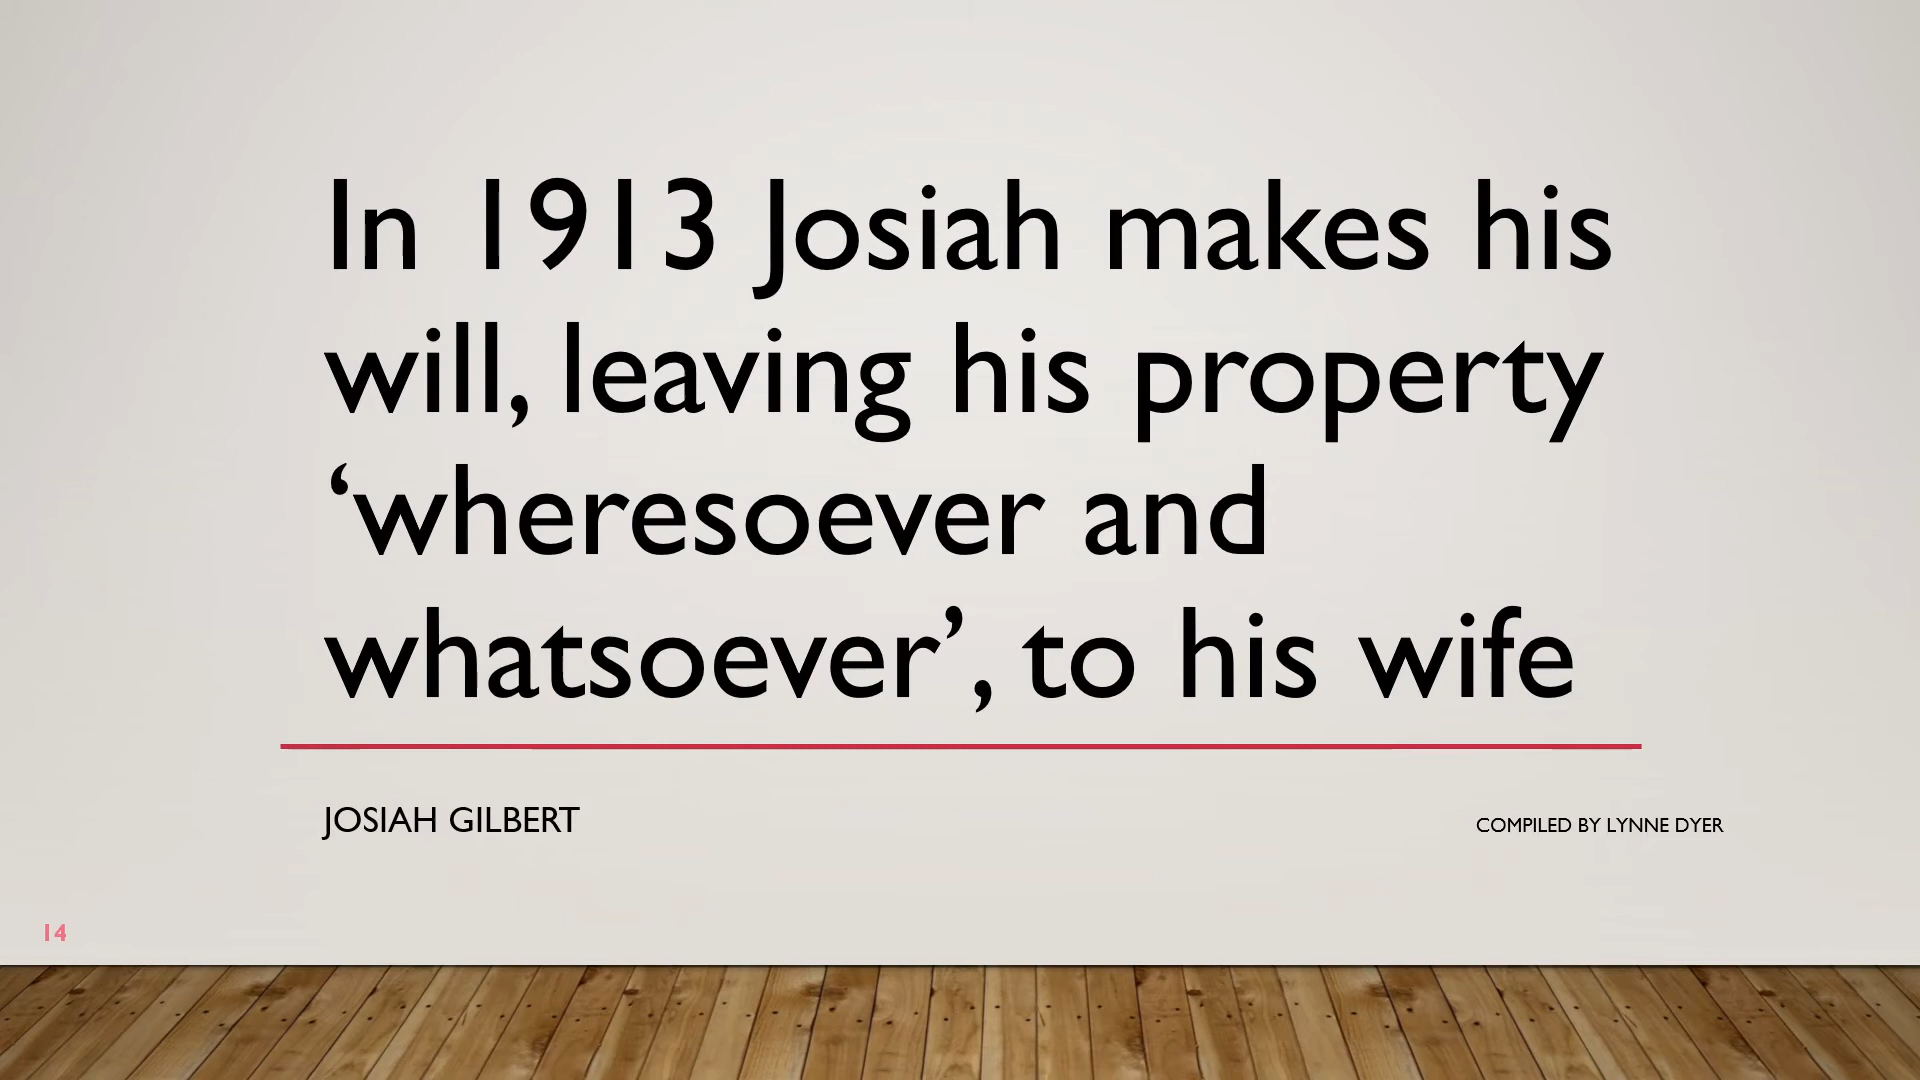 In 1913 Josiah makes his
will, leaving his property
‘wheresoever and
whatsoever’, to his wife
JOSIAH GILBERT
COMPILED BY LYNNE DYER
14